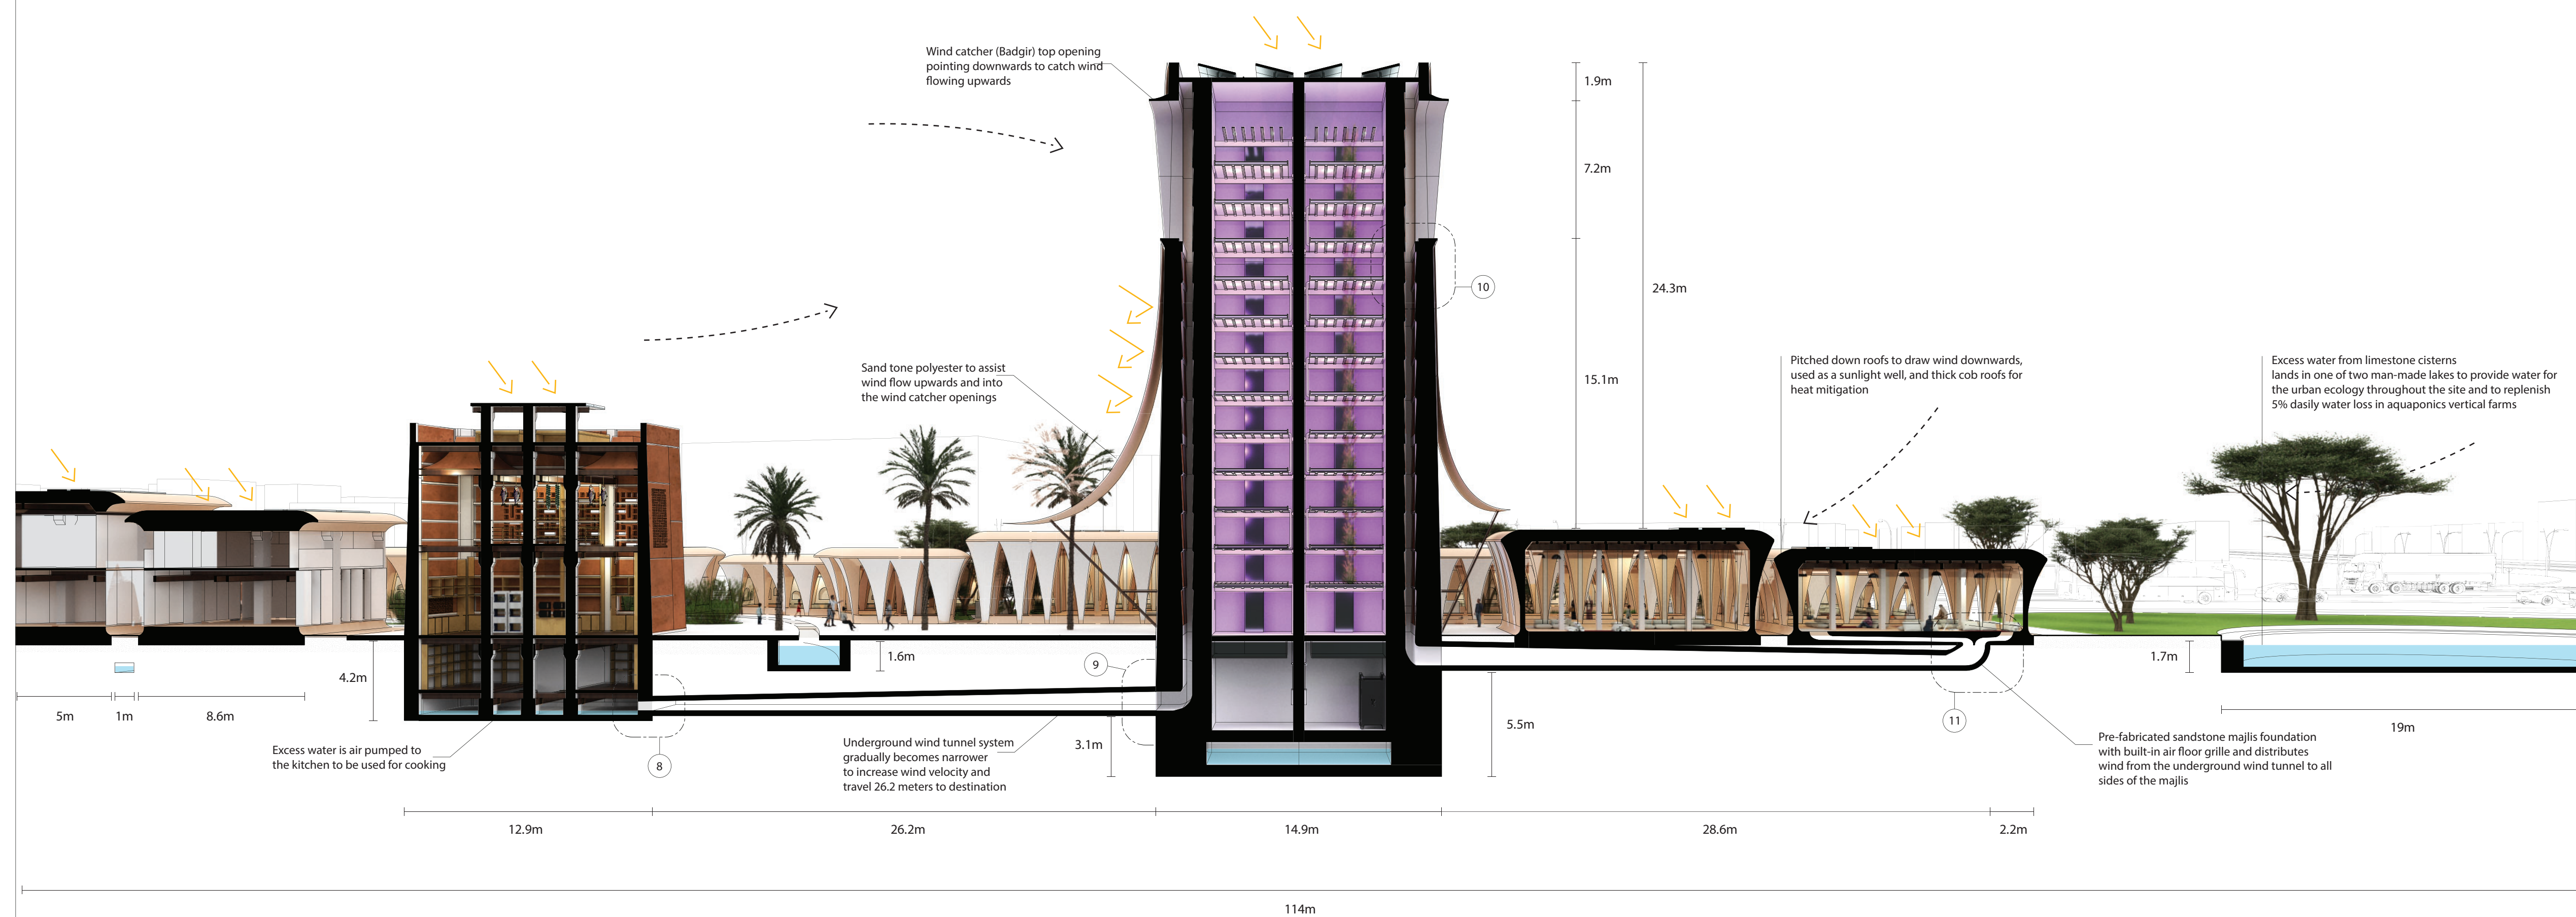 Wind catcher (Badgir) top opening
pointing downwards to catch wind
flowing upwards
1.9m
7.2m
24.3m
15.1m
10
Sand tone polyester to assist
wind flow upwards and into
the wind catcher openings
Pitched down roofs to draw wind downwards,
used as a sunlight well, and thick cob roofs for
heat mitigation
Excess water from limestone cisterns
lands in one of two man-made lakes to provide water for
the urban ecology throughout the site and to replenish
5% dasily water loss in aquaponics vertical farms
4.2m
1.6m
9
1.7m
5m
1m
8.6m
Excess water is air pumped to
the kitchen to be used for cooking
8
Underground wind tunnel system
gradually becomes narrower
to increase wind velocity and
travel 26.2 meters to destination
3.1m
5.5m
11
Pre-fabricated sandstone majlis foundation
with built-in air floor grille and distributes
wind from the underground wind tunnel to all
sides of the majlis
19m
12.9m
26.2m
14.9m
28.6m
2.2m
114m